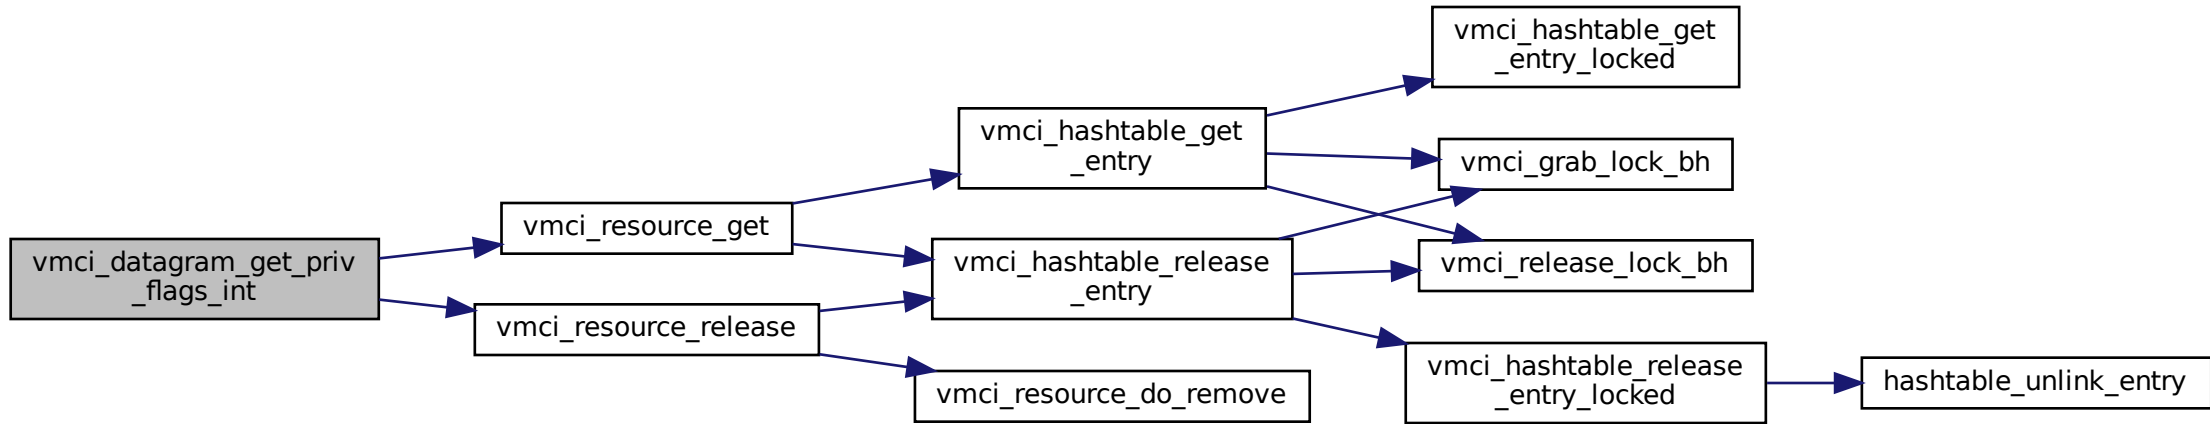 vmci_datagram_get_priv
_flags_int
vmci_resource_get
vmci_resource_release
vmci_hashtable_get
_entry
vmci_hashtable_release
_entry
vmci_resource_do_remove
vmci_hashtable_get
_entry_locked
vmci_grab_lock_bh
vmci_release_lock_bh
vmci_hashtable_release
_entry_locked
hashtable_unlink_entry